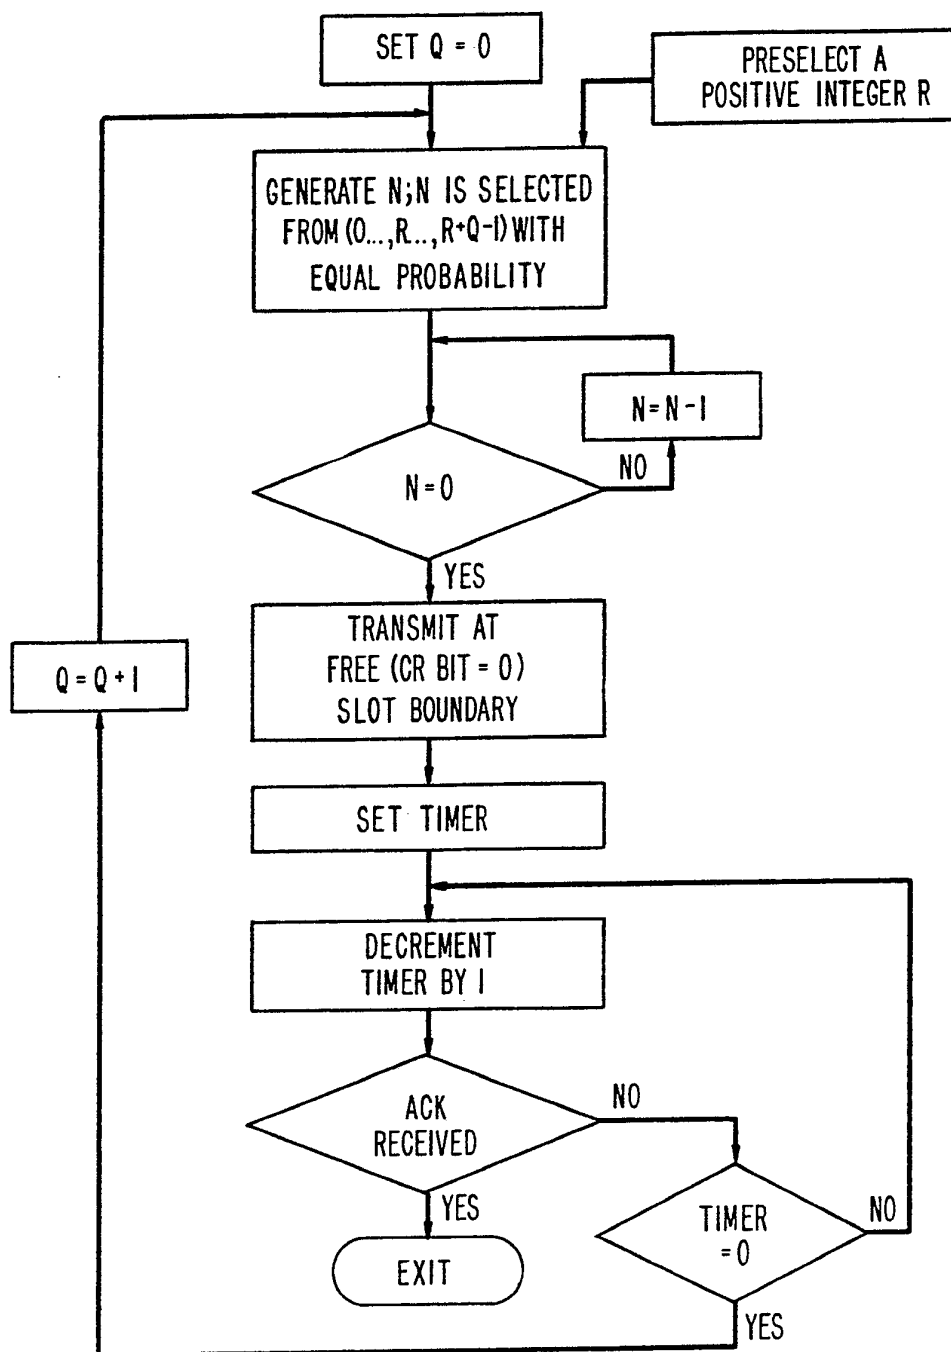 SET Q = 0
PRESELECT A
POSITIVE INTEGER R
GENERATE N;N IS SELECTED
FROM (0...,R...,R+Q-1) WITH
EQUAL PROBABILITY
N=N-1
NO
N=0
YES
TRANSMIT AT
FREE (CR BIT = 0)
SLOT BOUNDARY
Q=Q+1
SET TIMER
DECREMENT
TIMER BY 1
ACK
RECEIVED
NO
YES
TIMER
=0
NO
EXIT
YES